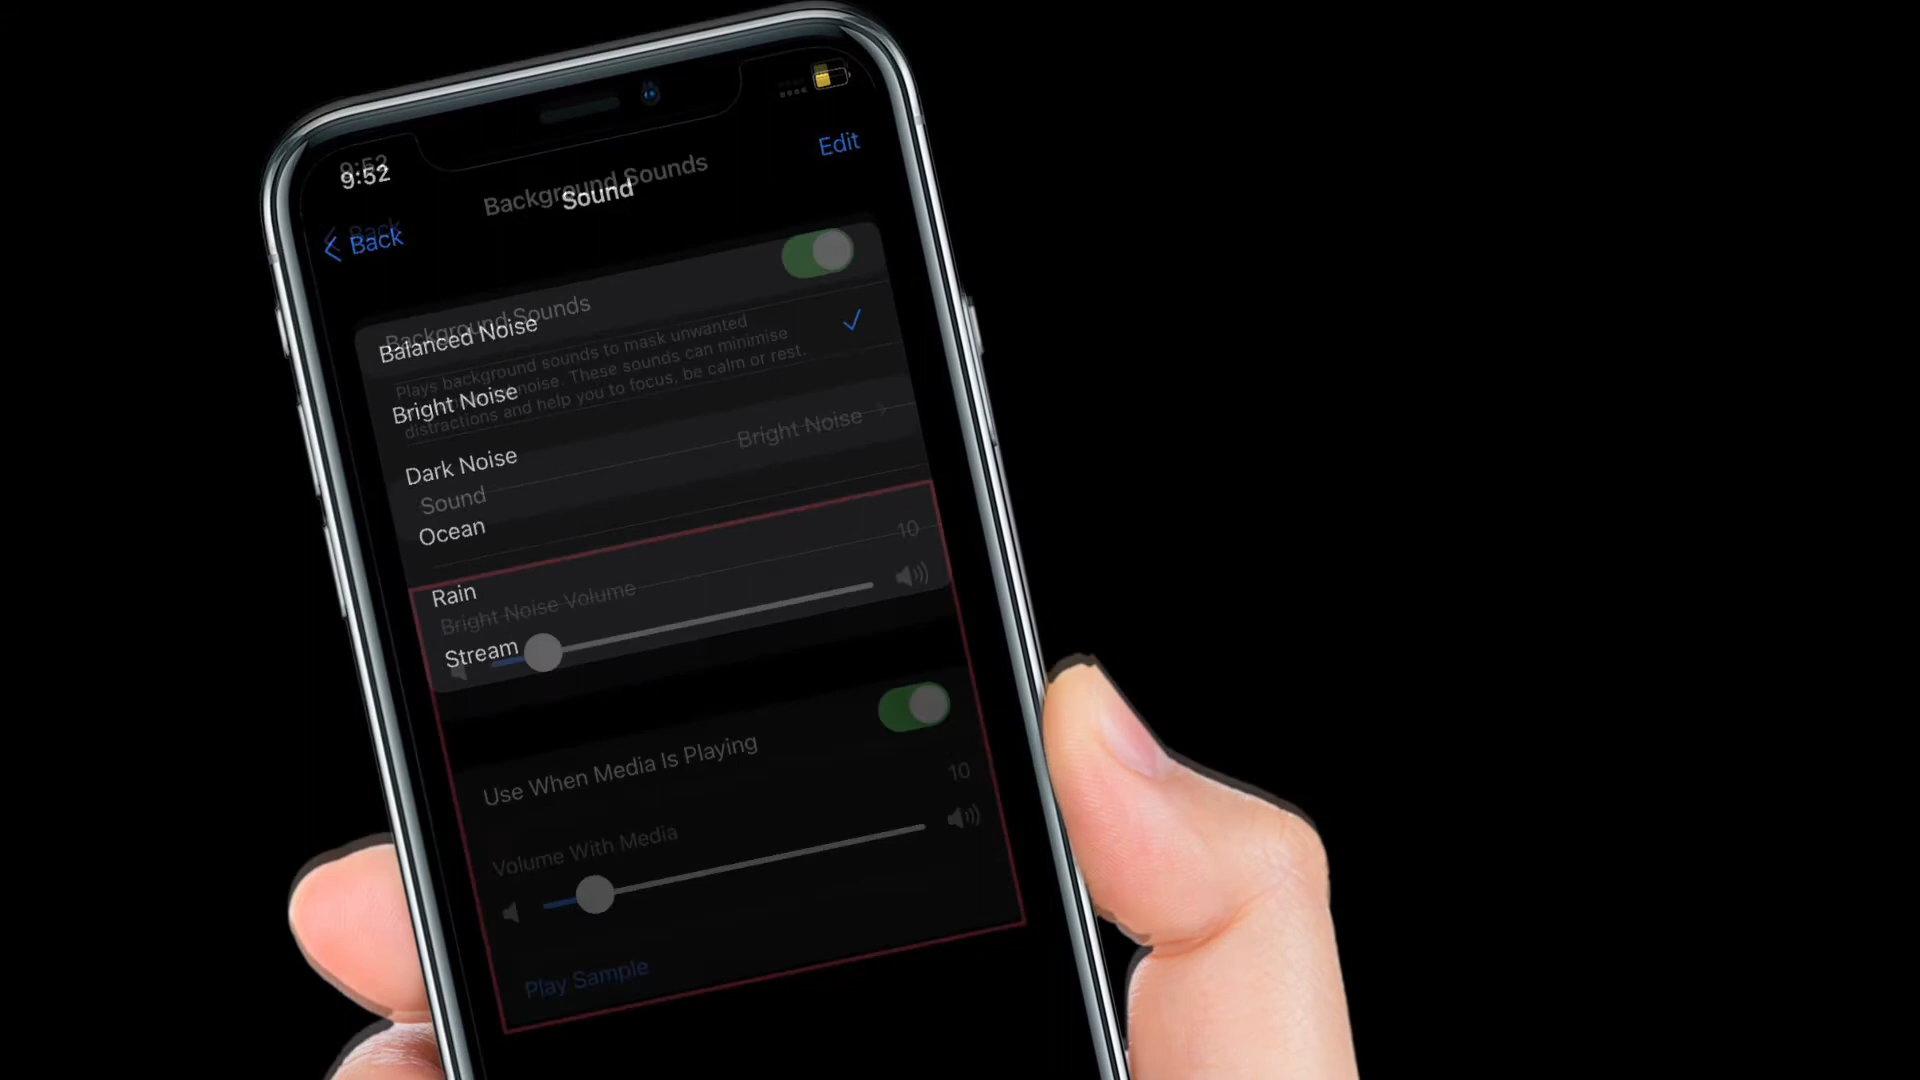 9:52
9:52
Edit
Background Sounds
Sound
Back
Back
Background Sounds
Balanced Noise
Plays background sounds to mask unwanted
noise. These sounds can minimise
distractions and help you to focus, be calm or rest.
Bright Noise
Bright Noise
Dark Noise
Sound
Ocean
10
Rain
Bright Noise Volume
Stream
Use When Media Is Playing
10
Volume With Media
Play Sample